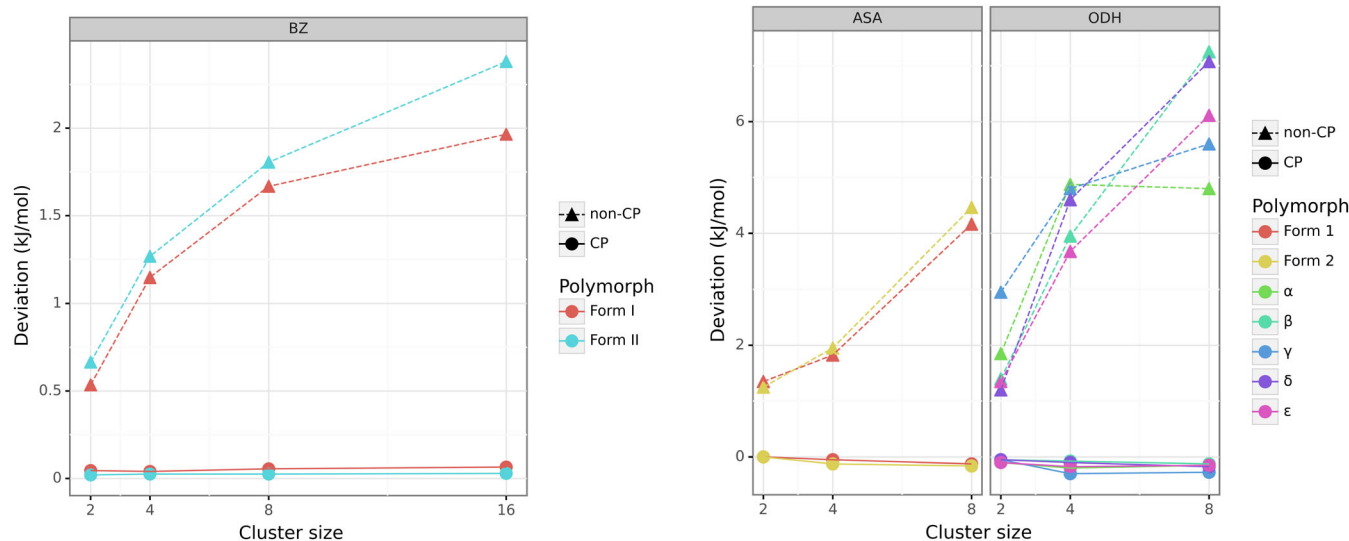 BZ
Deviation (kJ/mol)
2
1.5
1
0.5
0
2
4
8
16
Cluster size
non-CP
CP
Polymorph
Form I
Form II
ASA
ODH
Deviation (kJ/mol)
6
4
2
0
2
4
8
2
4
8
Cluster size
non-CP
CP
Polymorph
Form 1
Form 2
α
β
γ
δ
ε